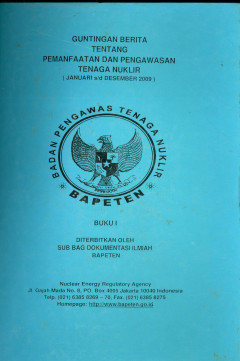 GUNTINGAN BERITA
TENTANG
PEMANFAATAN DAN PENGAWASAN
TENAGA NUKLIR
( JANUARI s/d DESEMBER 2009 )
BADAN PENGAWAS TENAGA NUKLIR
BAPETEN
BUKU I
DITERBITKAN OLEH
SUB BAG DOKUMENTASI ILMIAH
BAPETEN
Nuclear Energy Regulatory Agency
Jl. Gajah Mada No. 8, PO. Box 4005 Jakarta 10040 Indonesia
Telp. (021) 6385 8269 – 70, Fax. (021) 6385 8275
Homepage: http://www.bapeten.go.id